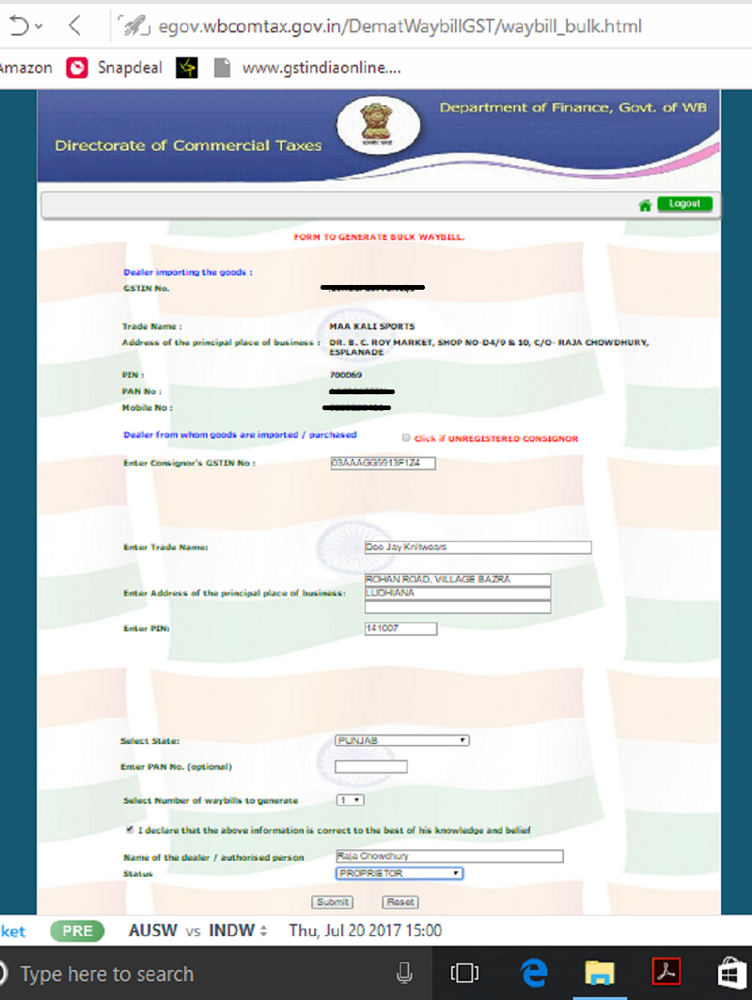 egov.wbcomtax.gov.in/DematWaybillGST/waybill_bulk.html
Amazon Snapdeal www.gstindiaonline....
Department of Finance, Govt. of WB
Directorate of Commercial Taxes
Logout
FORM TO GENERATE BULK WAYBILL.
Dealer importing the goods :
GSTIN No.
Trade Name : MAA KALI SPORTS
Address of the principal place of business : DR. B. C. ROY MARKET, SHOP NO-D4/9 & 10, C/O- RAJA CHOWDHURY,
ESPLANADE
PIN : 700069
PAN No :
Mobile No :
Dealer from whom goods are imported / purchased Click if UNREGISTERED CONSIGNOR
Enter Consignor's GSTIN No : 03AAAGG5913F1Z4
Enter Trade Name: Dee Jay Knitwears
ROHAN ROAD, VILLAGE BAZRA
Enter Address of the principal place of business: LUDHIANA
Enter PIN: 141007
Select State: PUNJAB
Enter PAN No. (optional)
Select Number of waybills to generate 1
I declare that the above information is correct to the best of his knowledge and belief
Name of the dealer / authorised person Raja Chowdhury
Status PROPRIETOR
Submit Reset
ket PRE AUSW vs INDW Thu, Jul 20 2017 15:00
Type here to search